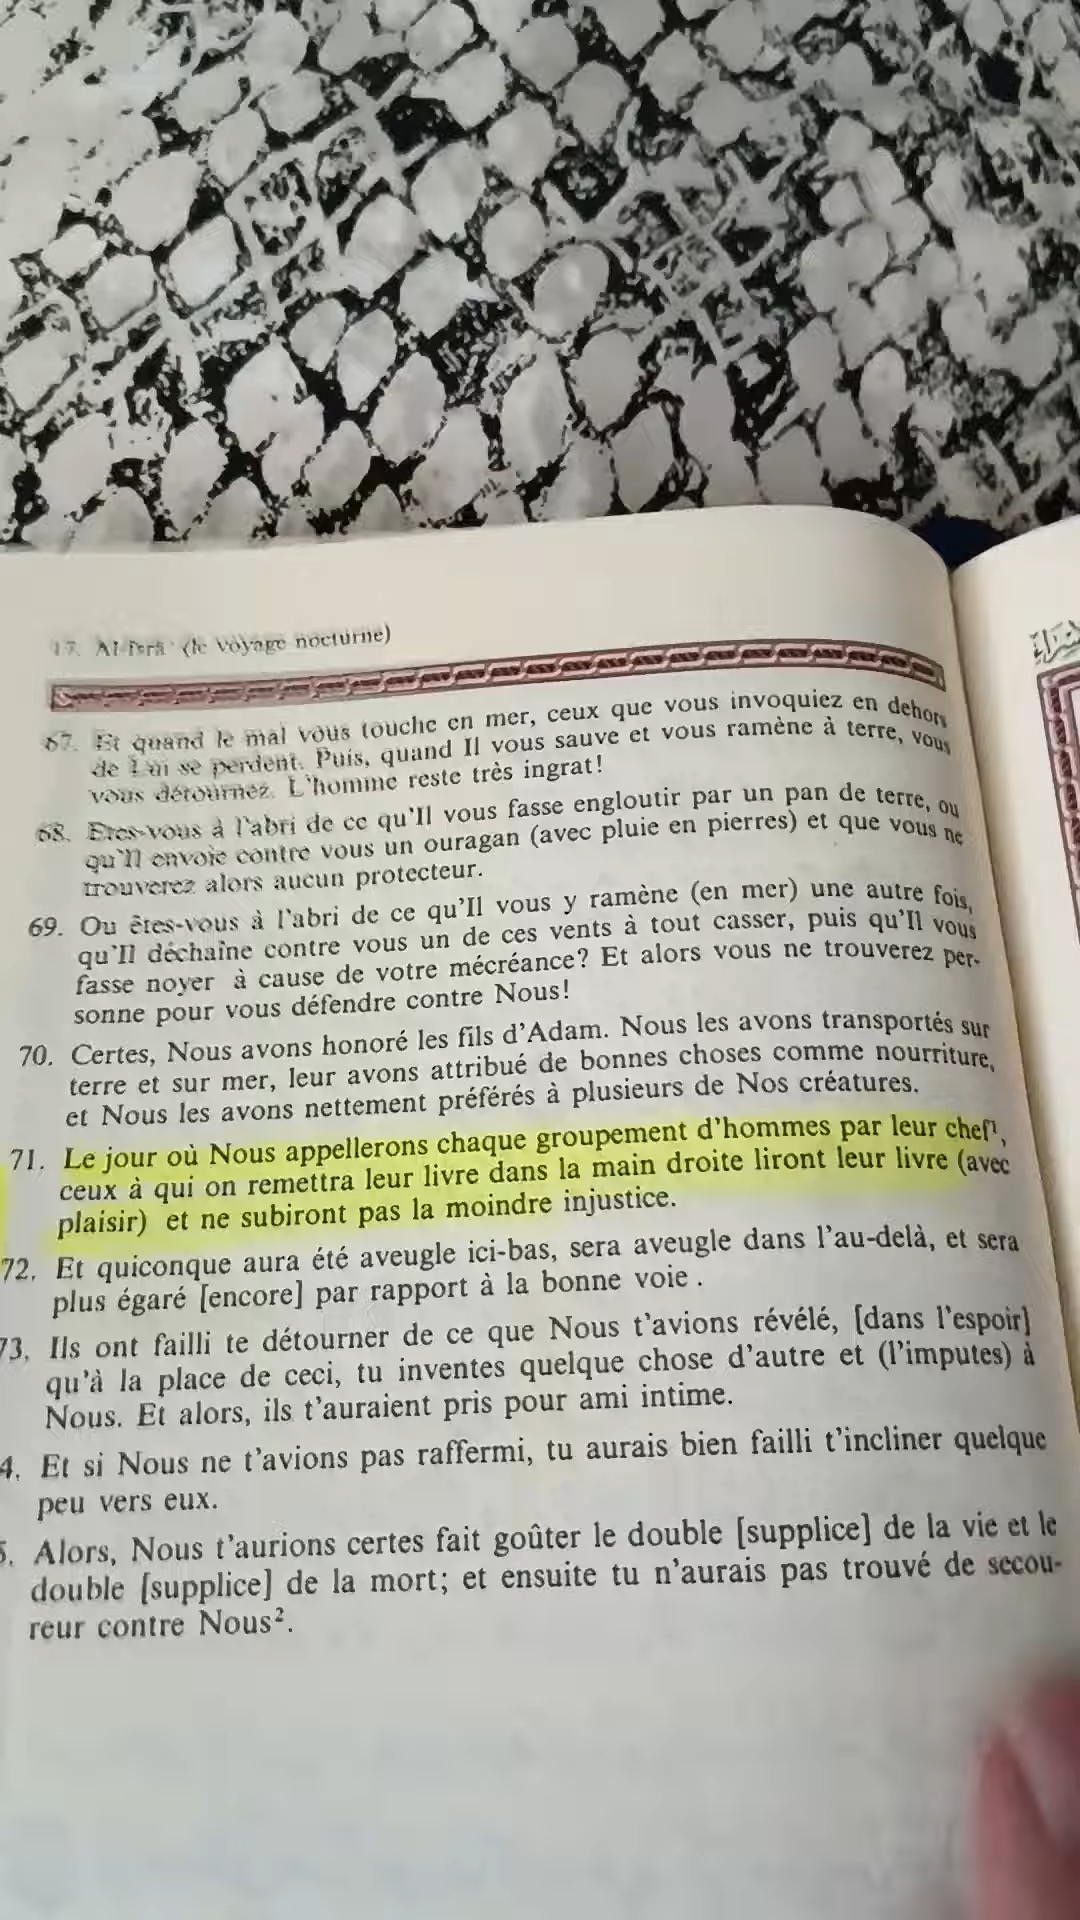 17. Al-Isrā' (le voyage nocturne)
67. Et quand le mal vous touche en mer, ceux que vous invoquiez en dehors
de Lui se perdent. Puis, quand Il vous sauve et vous ramène à terre, vous
vous détournez. L'homme reste très ingrat!
68. Etes-vous à l'abri de ce qu'Il vous fasse engloutir par un pan de terre, ou
qu'Il envoie contre vous un ouragan (avec pluie en pierres) et que vous ne
trouverez alors aucun protecteur.
69. Ou êtes-vous à l'abri de ce qu'Il vous y ramène (en mer) une autre fois,
qu'Il déchaîne contre vous un de ces vents à tout casser, puis qu'Il vous
fasse noyer à cause de votre mécréance? Et alors vous ne trouverez per-
sonne pour vous défendre contre Nous!
70. Certes, Nous avons honoré les fils d'Adam. Nous les avons transportés sur
terre et sur mer, leur avons attribué de bonnes choses comme nourriture,
et Nous les avons nettement préférés à plusieurs de Nos créatures.
71. Le jour où Nous appellerons chaque groupement d'hommes par leur chef¹,
ceux à qui on remettra leur livre dans la main droite liront leur livre (avec
plaisir) et ne subiront pas la moindre injustice.
72. Et quiconque aura été aveugle ici-bas, sera aveugle dans l'au-delà, et sera
plus égaré [encore] par rapport à la bonne voie .
73. Ils ont failli te détourner de ce que Nous t'avions révélé, [dans l'espoir]
qu'à la place de ceci, tu inventes quelque chose d'autre et (l'imputes) à
Nous. Et alors, ils t'auraient pris pour ami intime.
4. Et si Nous ne t'avions pas raffermi, tu aurais bien failli t'incliner quelque
peu vers eux.
5. Alors, Nous t'aurions certes fait goûter le double [supplice] de la vie et le
double [supplice] de la mort; et ensuite tu n'aurais pas trouvé de secou-
reur contre Nous².